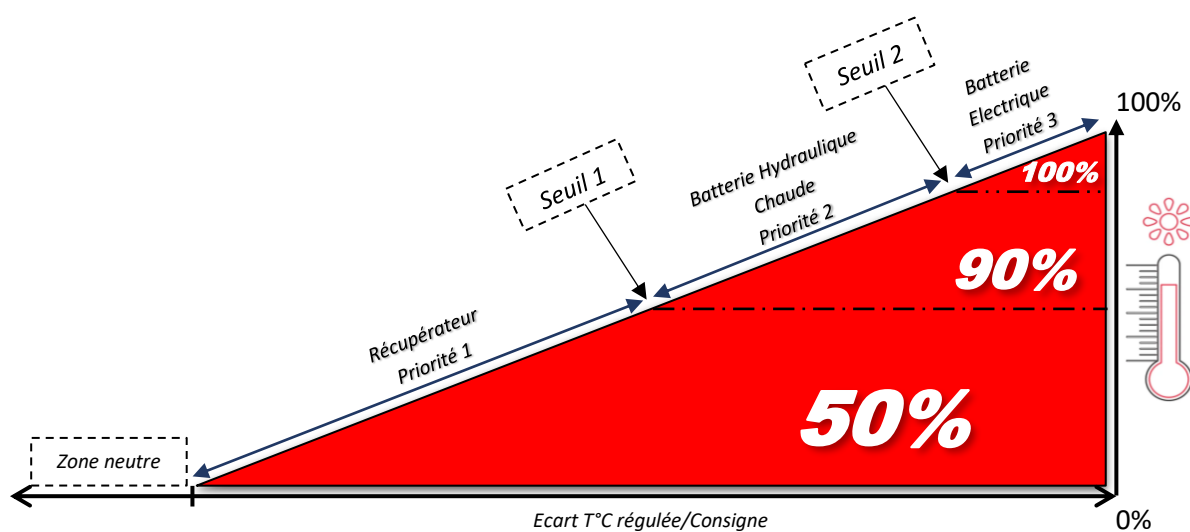 Seuil 2
Batterie
Electrique
Priorité 3
100%
Seuil 1
Batterie Hydraulique
Chaude
Priorité 2
100%
90%
Récupérateur
Priorité 1
50%
Zone neutre
Ecart T°C régulée/Consigne
0%